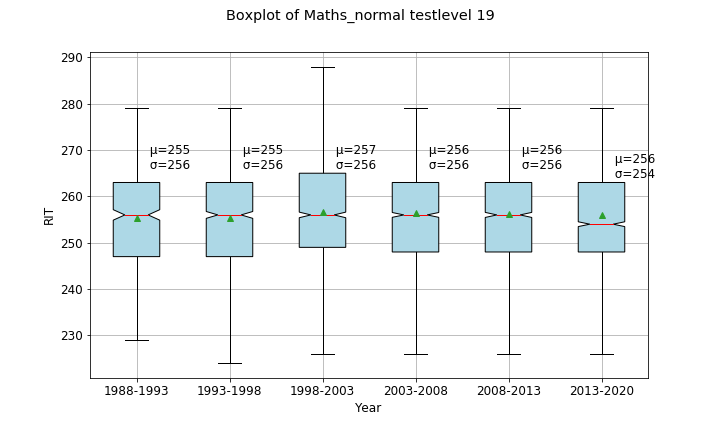 Boxplot of Maths_normal testlevel 19
290
280
270
260
250
240
230
RIT
μ=255
σ=256
μ=255
σ=256
μ=257
σ=256
μ=256
σ=256
μ=256
σ=256
μ=256
σ=254
1988-1993
1993-1998
1998-2003
2003-2008
2008-2013
2013-2020
Year